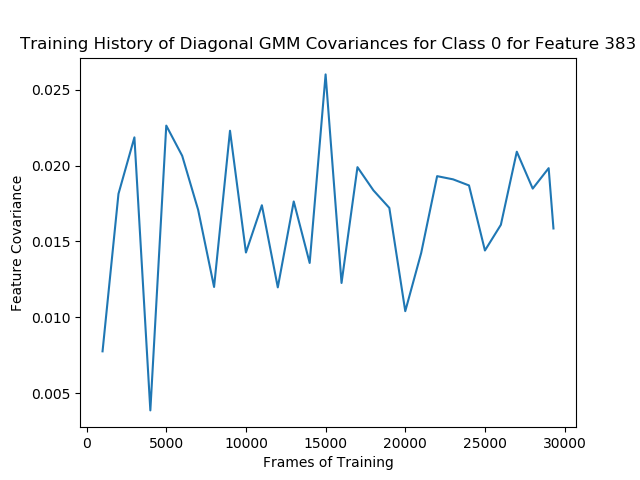 Training History of Diagonal GMM Covariances for Class 0 for Feature 383
0.025
0.020
0.015
0.010
0.005
Feature Covariance
0 5000 10000 15000 20000 25000 30000
Frames of Training